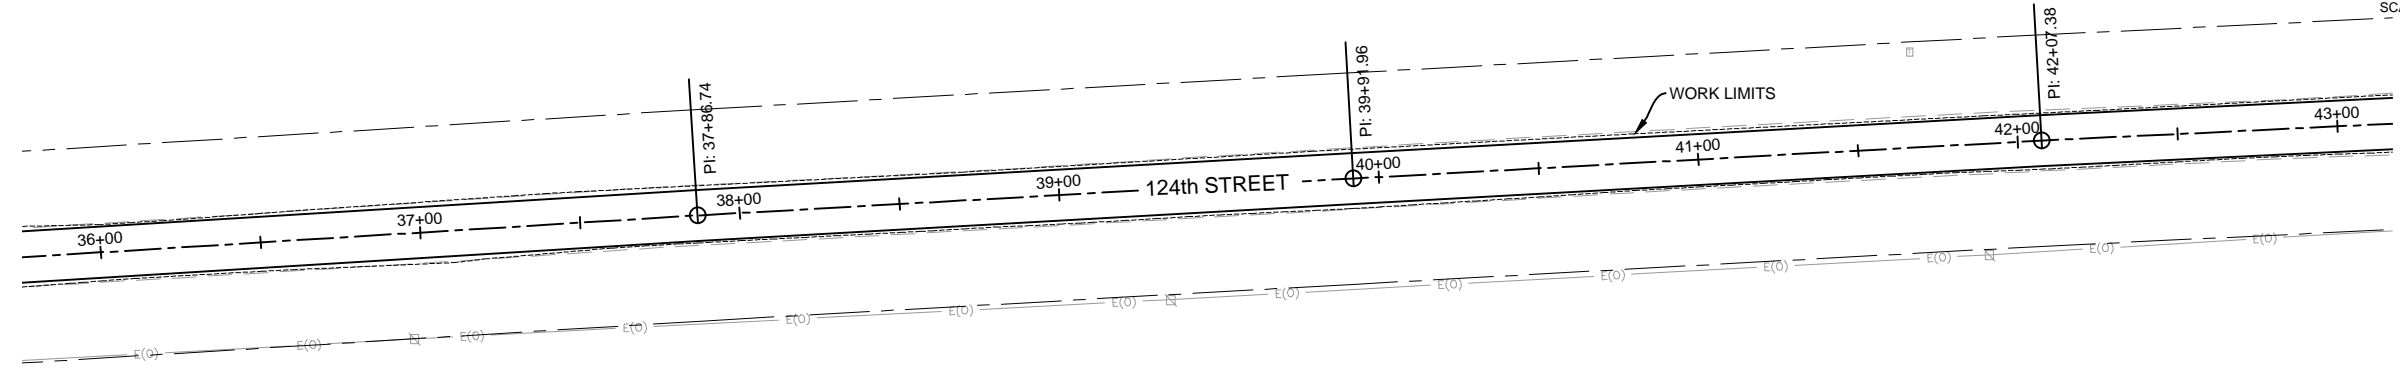 SCA
PI: 37+86.74
PI: 39+91.96
PI: 42+07.38
WORK LIMITS
36+00
37+00
38+00
39+00
124th STREET
40+00
41+00
42+00
43+00
E(O)
E(O)
E(O)
E(O)
E(O)
E(O)
E(O)
E(O)
E(O)
E(O)
E(O)
E(O)
E(O)
E(O)